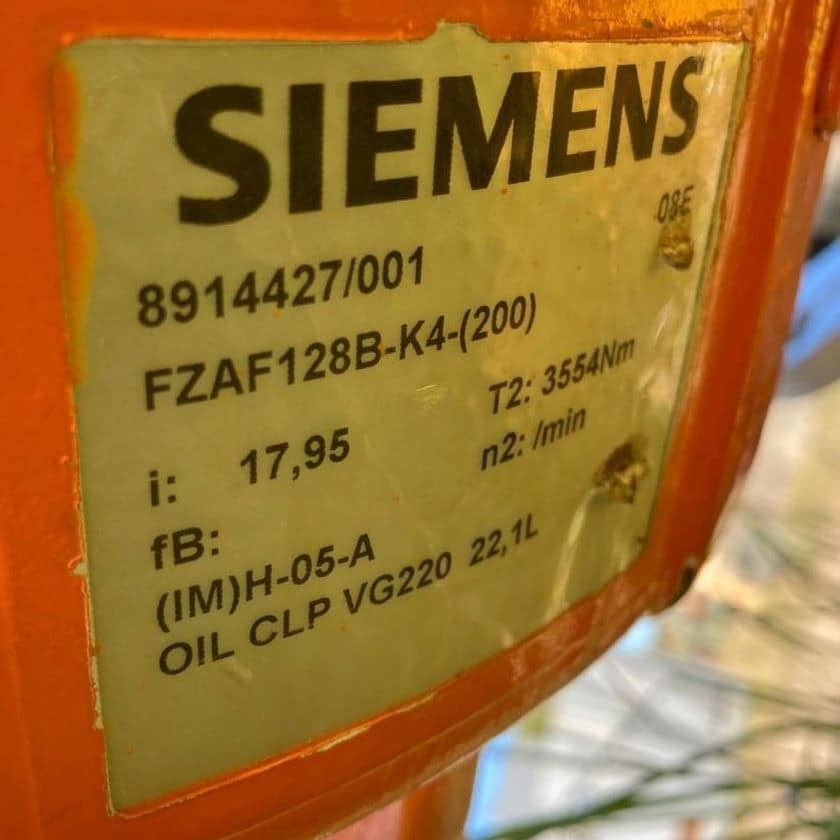 SIEMENS
08E
8914427/001
FZAF128B-K4-(200)
i: 17,95 T2: 3554Nm
fB: n2: /min
(IM)H-05-A
OIL CLP VG220 22,1L